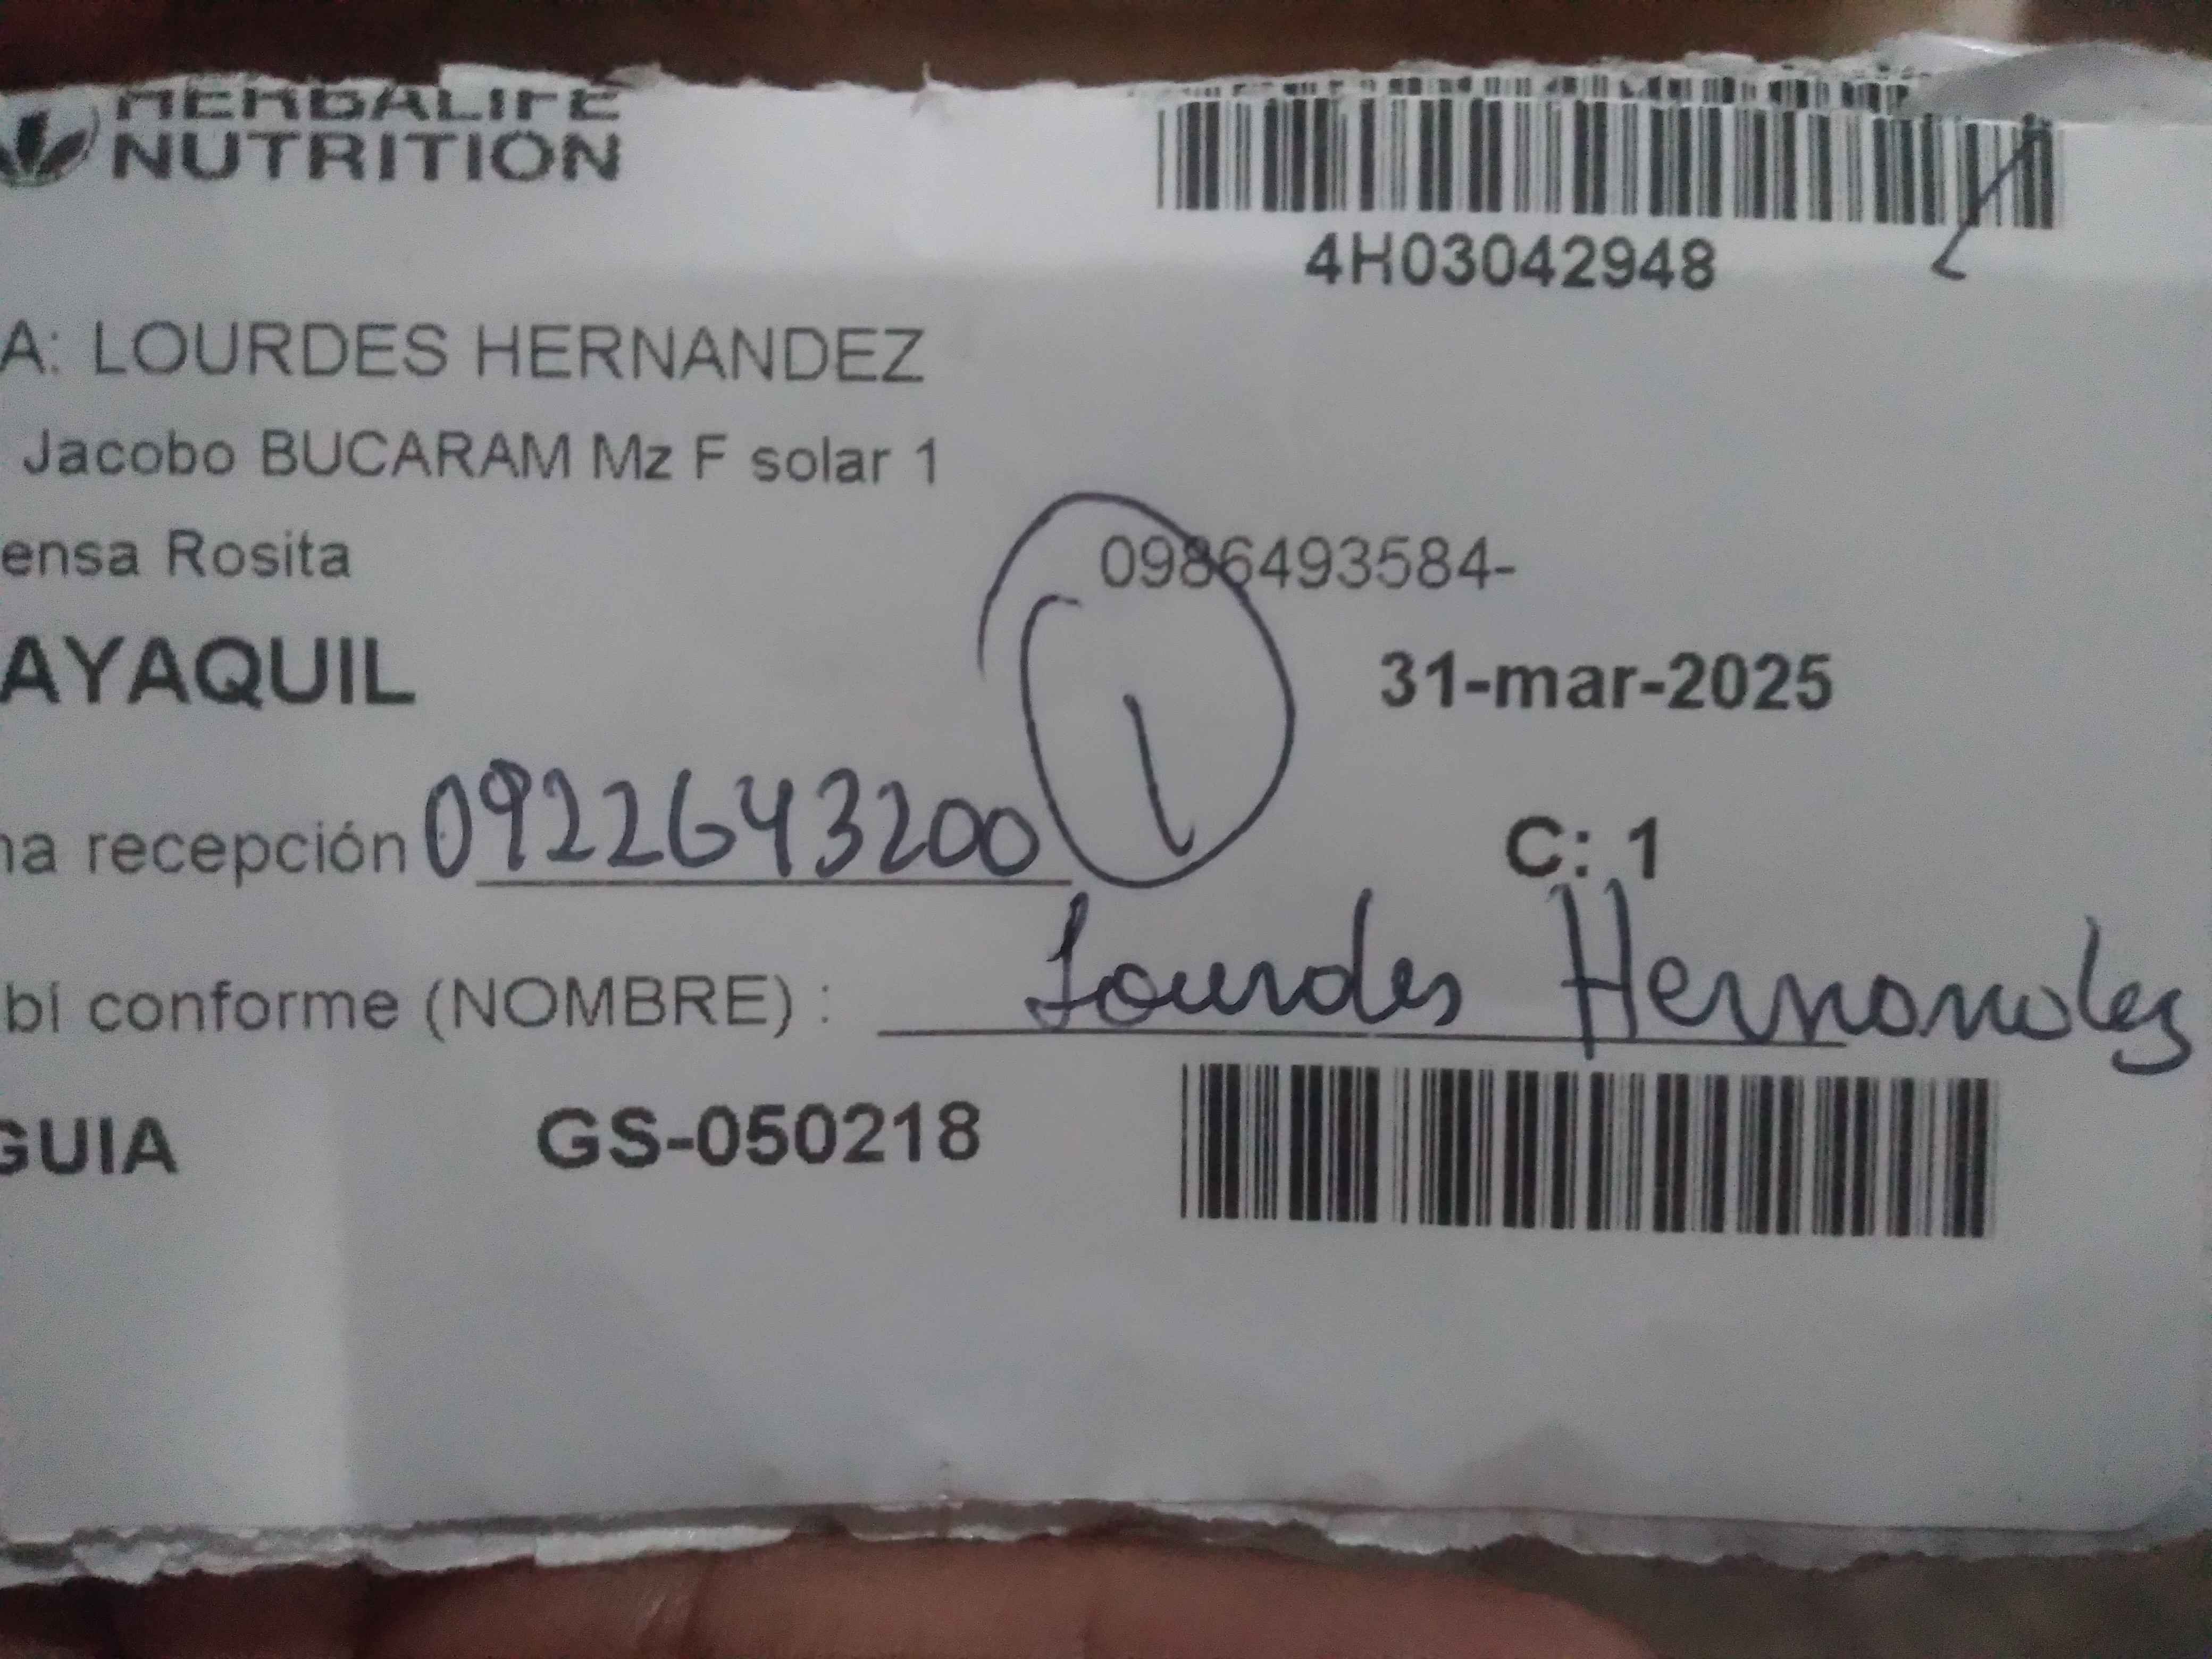 HERBALIFE
NUTRITION
4H03042948
A: LOURDES HERNANDEZ
Jacobo BUCARAM Mz F solar 1
ensa Rosita
0986493584-
AYAQUIL
31-mar-2025
1
na recepción 0922643200
C: 1
bí conforme (NOMBRE) : Lourdes Hernandez
GUIA GS-050218